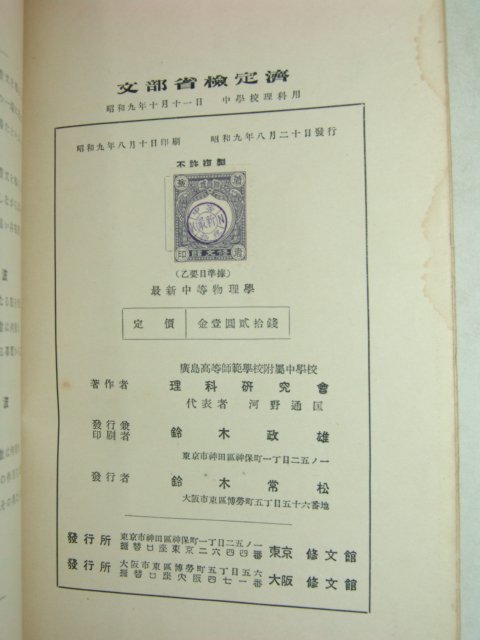 文部省檢定濟
昭和九年十月十一日 中學校理科用
昭和九年八月十日印刷 昭和九年八月二十日發行
不許複製
(乙要目準據)
最新中等物理學
定價 金壹圓貳拾錢
廣島高等師範學校附屬中學校
著作者 理科研究會
代表者 河野通匡
發行兼
印刷者 鈴木政雄
東京市神田區神保町一丁目二五ノ一
發行者 鈴木常松
大阪市東區博勞町五丁目五十六番地
發行所 東京市神田區神保町一丁目二五ノ一
振替口座東京二六四四番 東京 修文館
發行所 大阪市東區博勞町五丁目五六
振替口座大阪四七一番 大阪 修文館